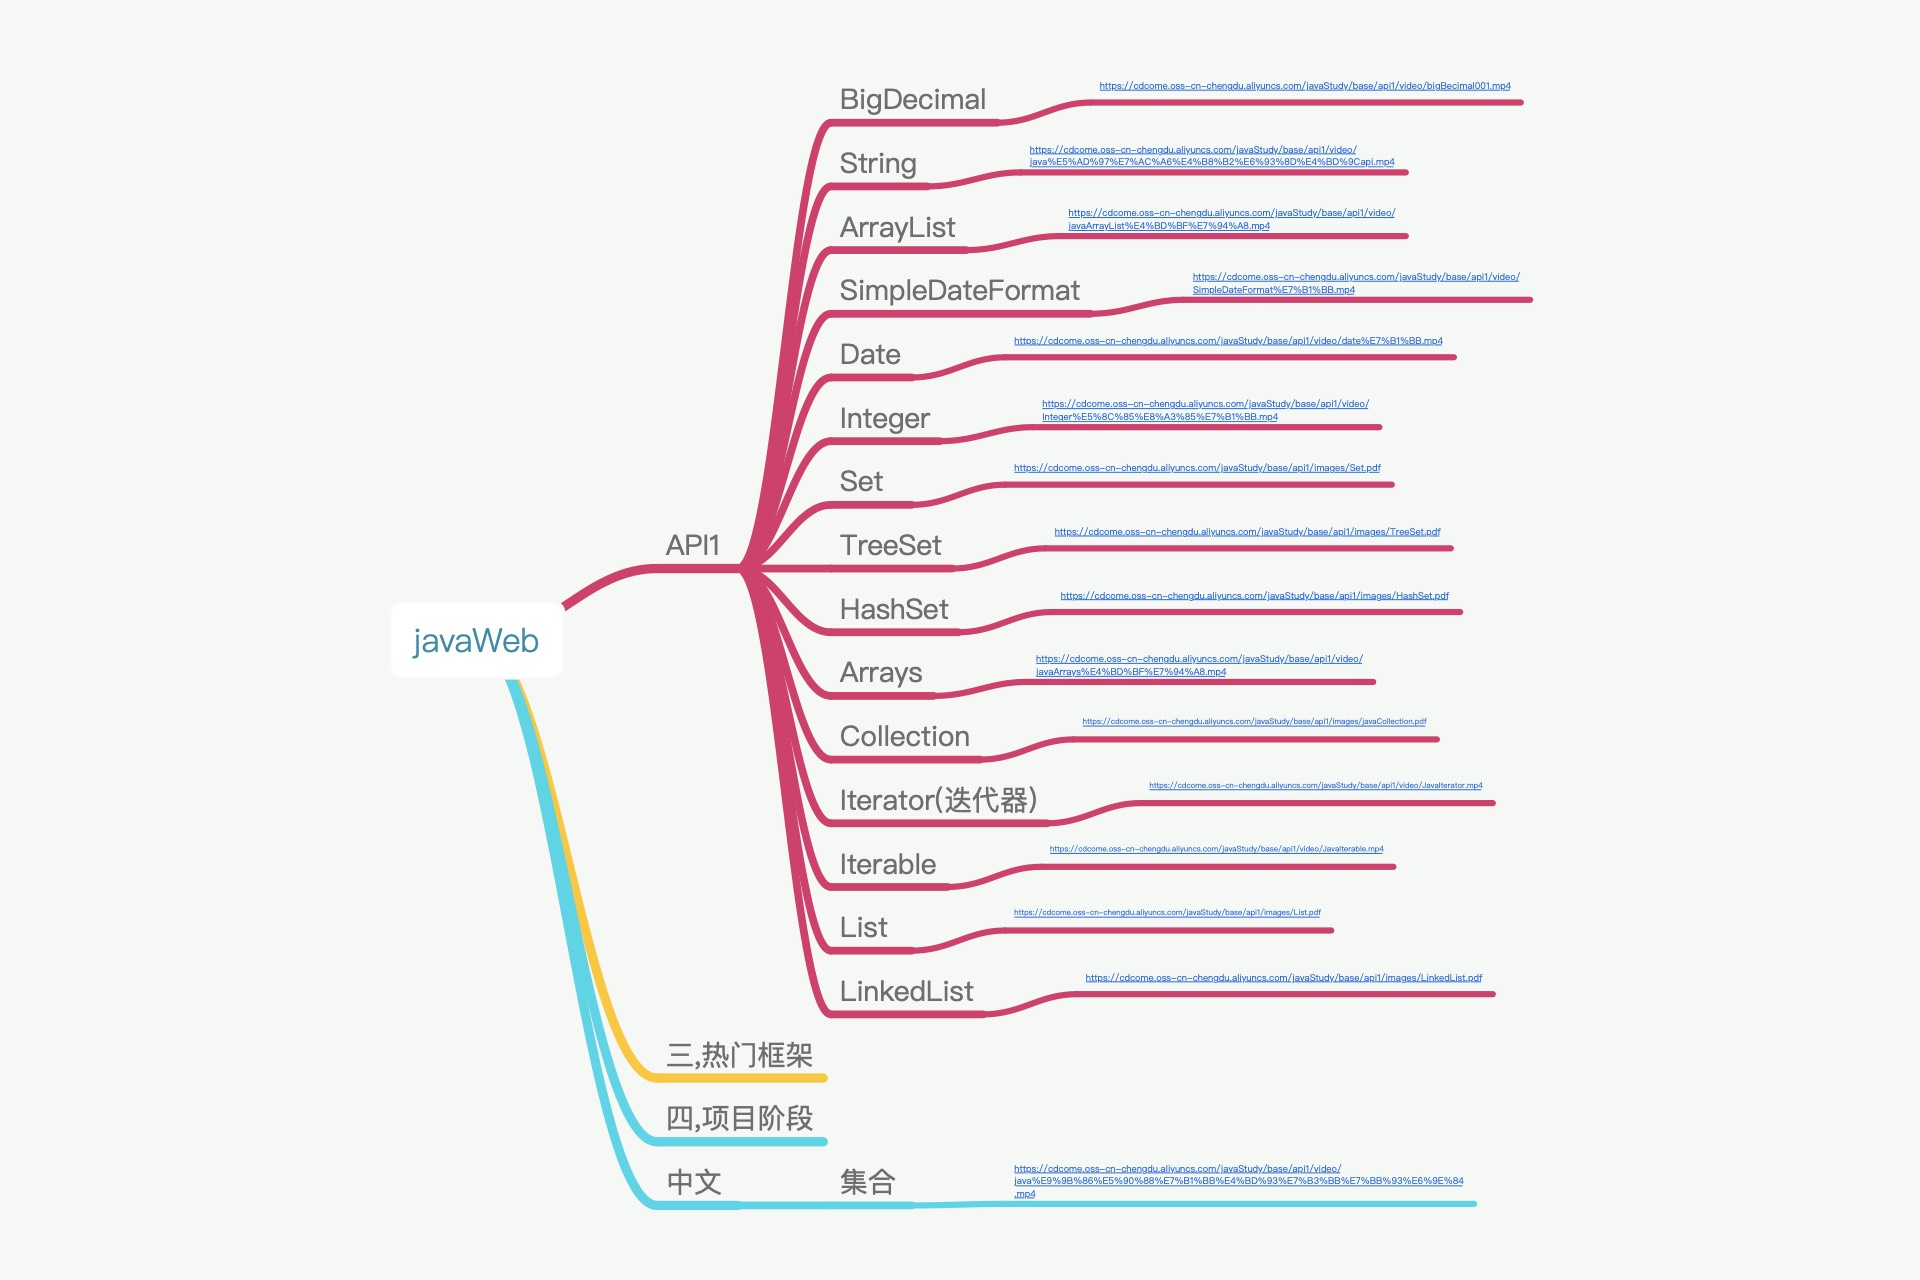 javaWeb
API1
BigDecimal
https://cdcome.oss-cn-chengdu.aliyuncs.com/javaStudy/base/api1/video/bigBecimal001.mp4
String
https://cdcome.oss-cn-chengdu.aliyuncs.com/javaStudy/base/api1/video/
java%E5%AD%97%E7%AC%A6%E4%B8%B2%E6%93%8D%E4%BD%9Capi.mp4
ArrayList
https://cdcome.oss-cn-chengdu.aliyuncs.com/javaStudy/base/api1/video/
javaArrayList%E4%BD%BF%E7%94%A8.mp4
SimpleDateFormat
https://cdcome.oss-cn-chengdu.aliyuncs.com/javaStudy/base/api1/video/
SimpleDateFormat%E7%B1%BB.mp4
Date
https://cdcome.oss-cn-chengdu.aliyuncs.com/javaStudy/base/api1/video/date%E7%B1%BB.mp4
Integer
https://cdcome.oss-cn-chengdu.aliyuncs.com/javaStudy/base/api1/video/
Integer%E5%8C%85%E8%A3%85%E7%B1%BB.mp4
Set
https://cdcome.oss-cn-chengdu.aliyuncs.com/javaStudy/base/api1/images/Set.pdf
TreeSet
https://cdcome.oss-cn-chengdu.aliyuncs.com/javaStudy/base/api1/images/TreeSet.pdf
HashSet
https://cdcome.oss-cn-chengdu.aliyuncs.com/javaStudy/base/api1/images/HashSet.pdf
Arrays
https://cdcome.oss-cn-chengdu.aliyuncs.com/javaStudy/base/api1/video/
javaArrays%E4%BD%BF%E7%94%A8.mp4
Collection
https://cdcome.oss-cn-chengdu.aliyuncs.com/javaStudy/base/api1/images/javaCollection.pdf
Iterator(迭代器)
https://cdcome.oss-cn-chengdu.aliyuncs.com/javaStudy/base/api1/video/JavaIterator.mp4
Iterable
https://cdcome.oss-cn-chengdu.aliyuncs.com/javaStudy/base/api1/video/JavaIterable.mp4
List
https://cdcome.oss-cn-chengdu.aliyuncs.com/javaStudy/base/api1/images/List.pdf
LinkedList
https://cdcome.oss-cn-chengdu.aliyuncs.com/javaStudy/base/api1/images/LinkedList.pdf
三,热门框架
四,项目阶段
中文
集合
https://cdcome.oss-cn-chengdu.aliyuncs.com/javaStudy/base/api1/video/
java%E9%9B%86%E5%90%88%E7%B1%BB%E4%BD%93%E7%B3%BB%E7%BB%93%E6%9E%84
.mp4